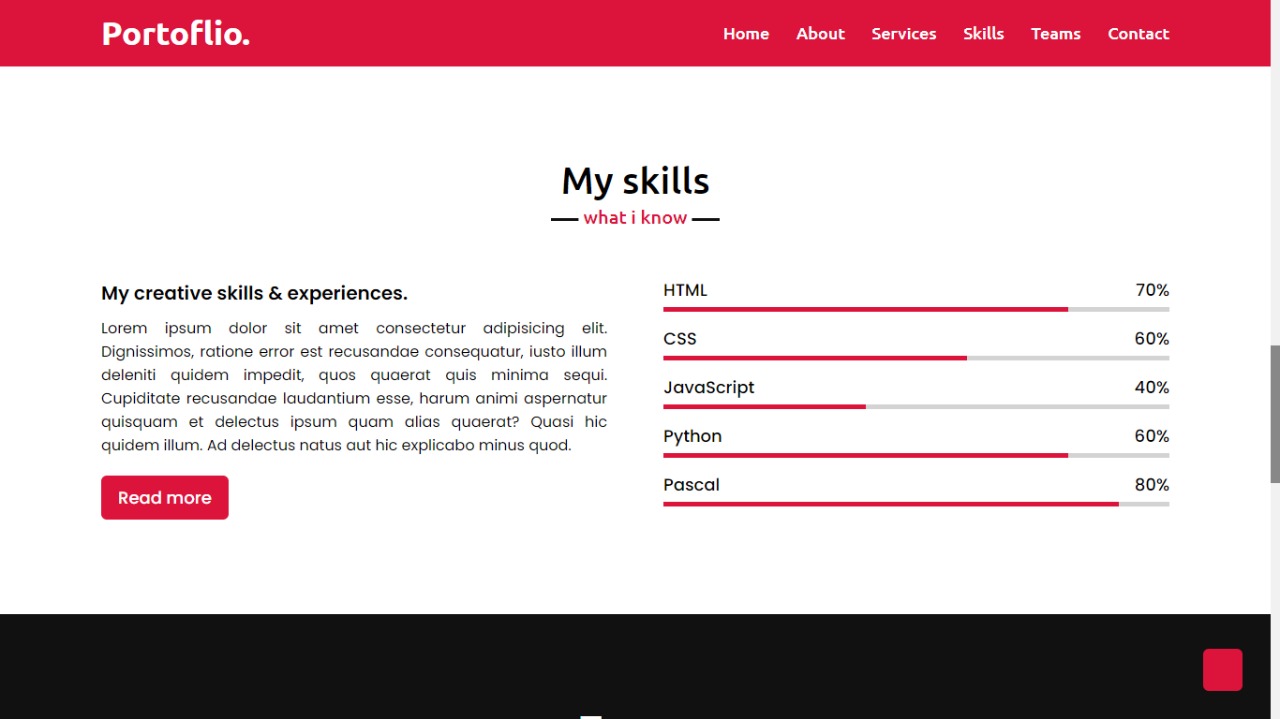 Portoflio.
Home About Services Skills Teams Contact
My skills
what i know
My creative skills & experiences.
Lorem ipsum dolor sit amet consectetur adipisicing elit.
Dignissimos, ratione error est recusandae consequatur, iusto illum
deleniti quidem impedit, quos quaerat quis minima sequi.
Cupiditate recusandae laudantium esse, harum animi aspernatur
quisquam et delectus ipsum quam alias quaerat? Quasi hic
quidem illum. Ad delectus natus aut hic explicabo minus quod.
Read more
HTML 70%
CSS 60%
JavaScript 40%
Python 60%
Pascal 80%